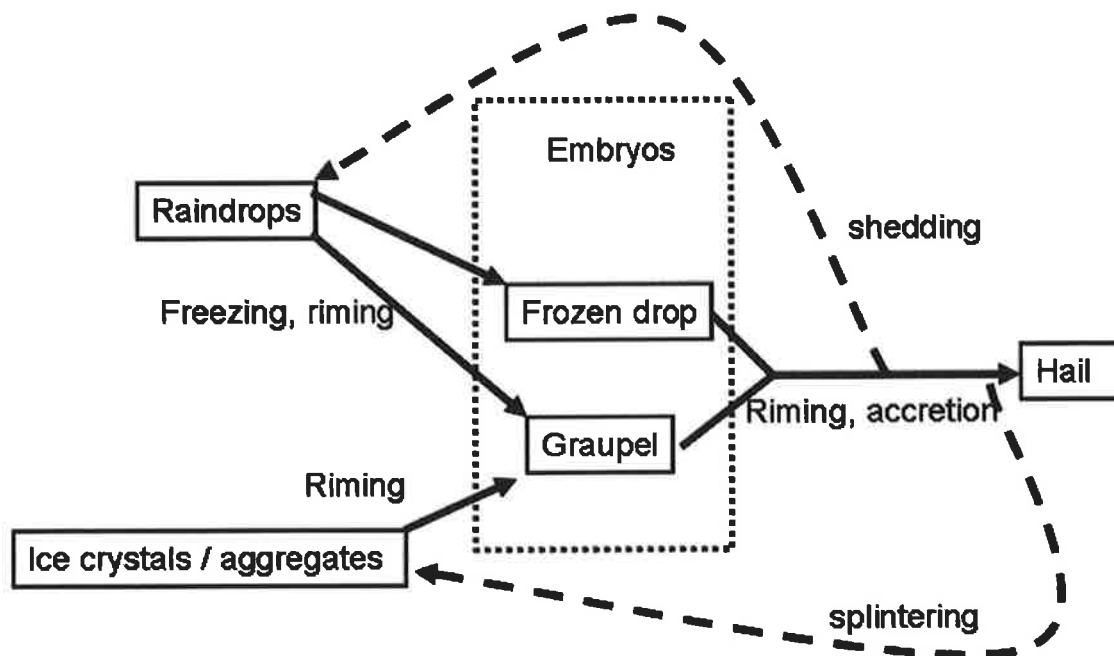 Embryos
Raindrops
shedding
Freezing, riming
Frozen drop
Hail
Riming, accretion
Graupel
Riming
Ice crystals / aggregates
splintering